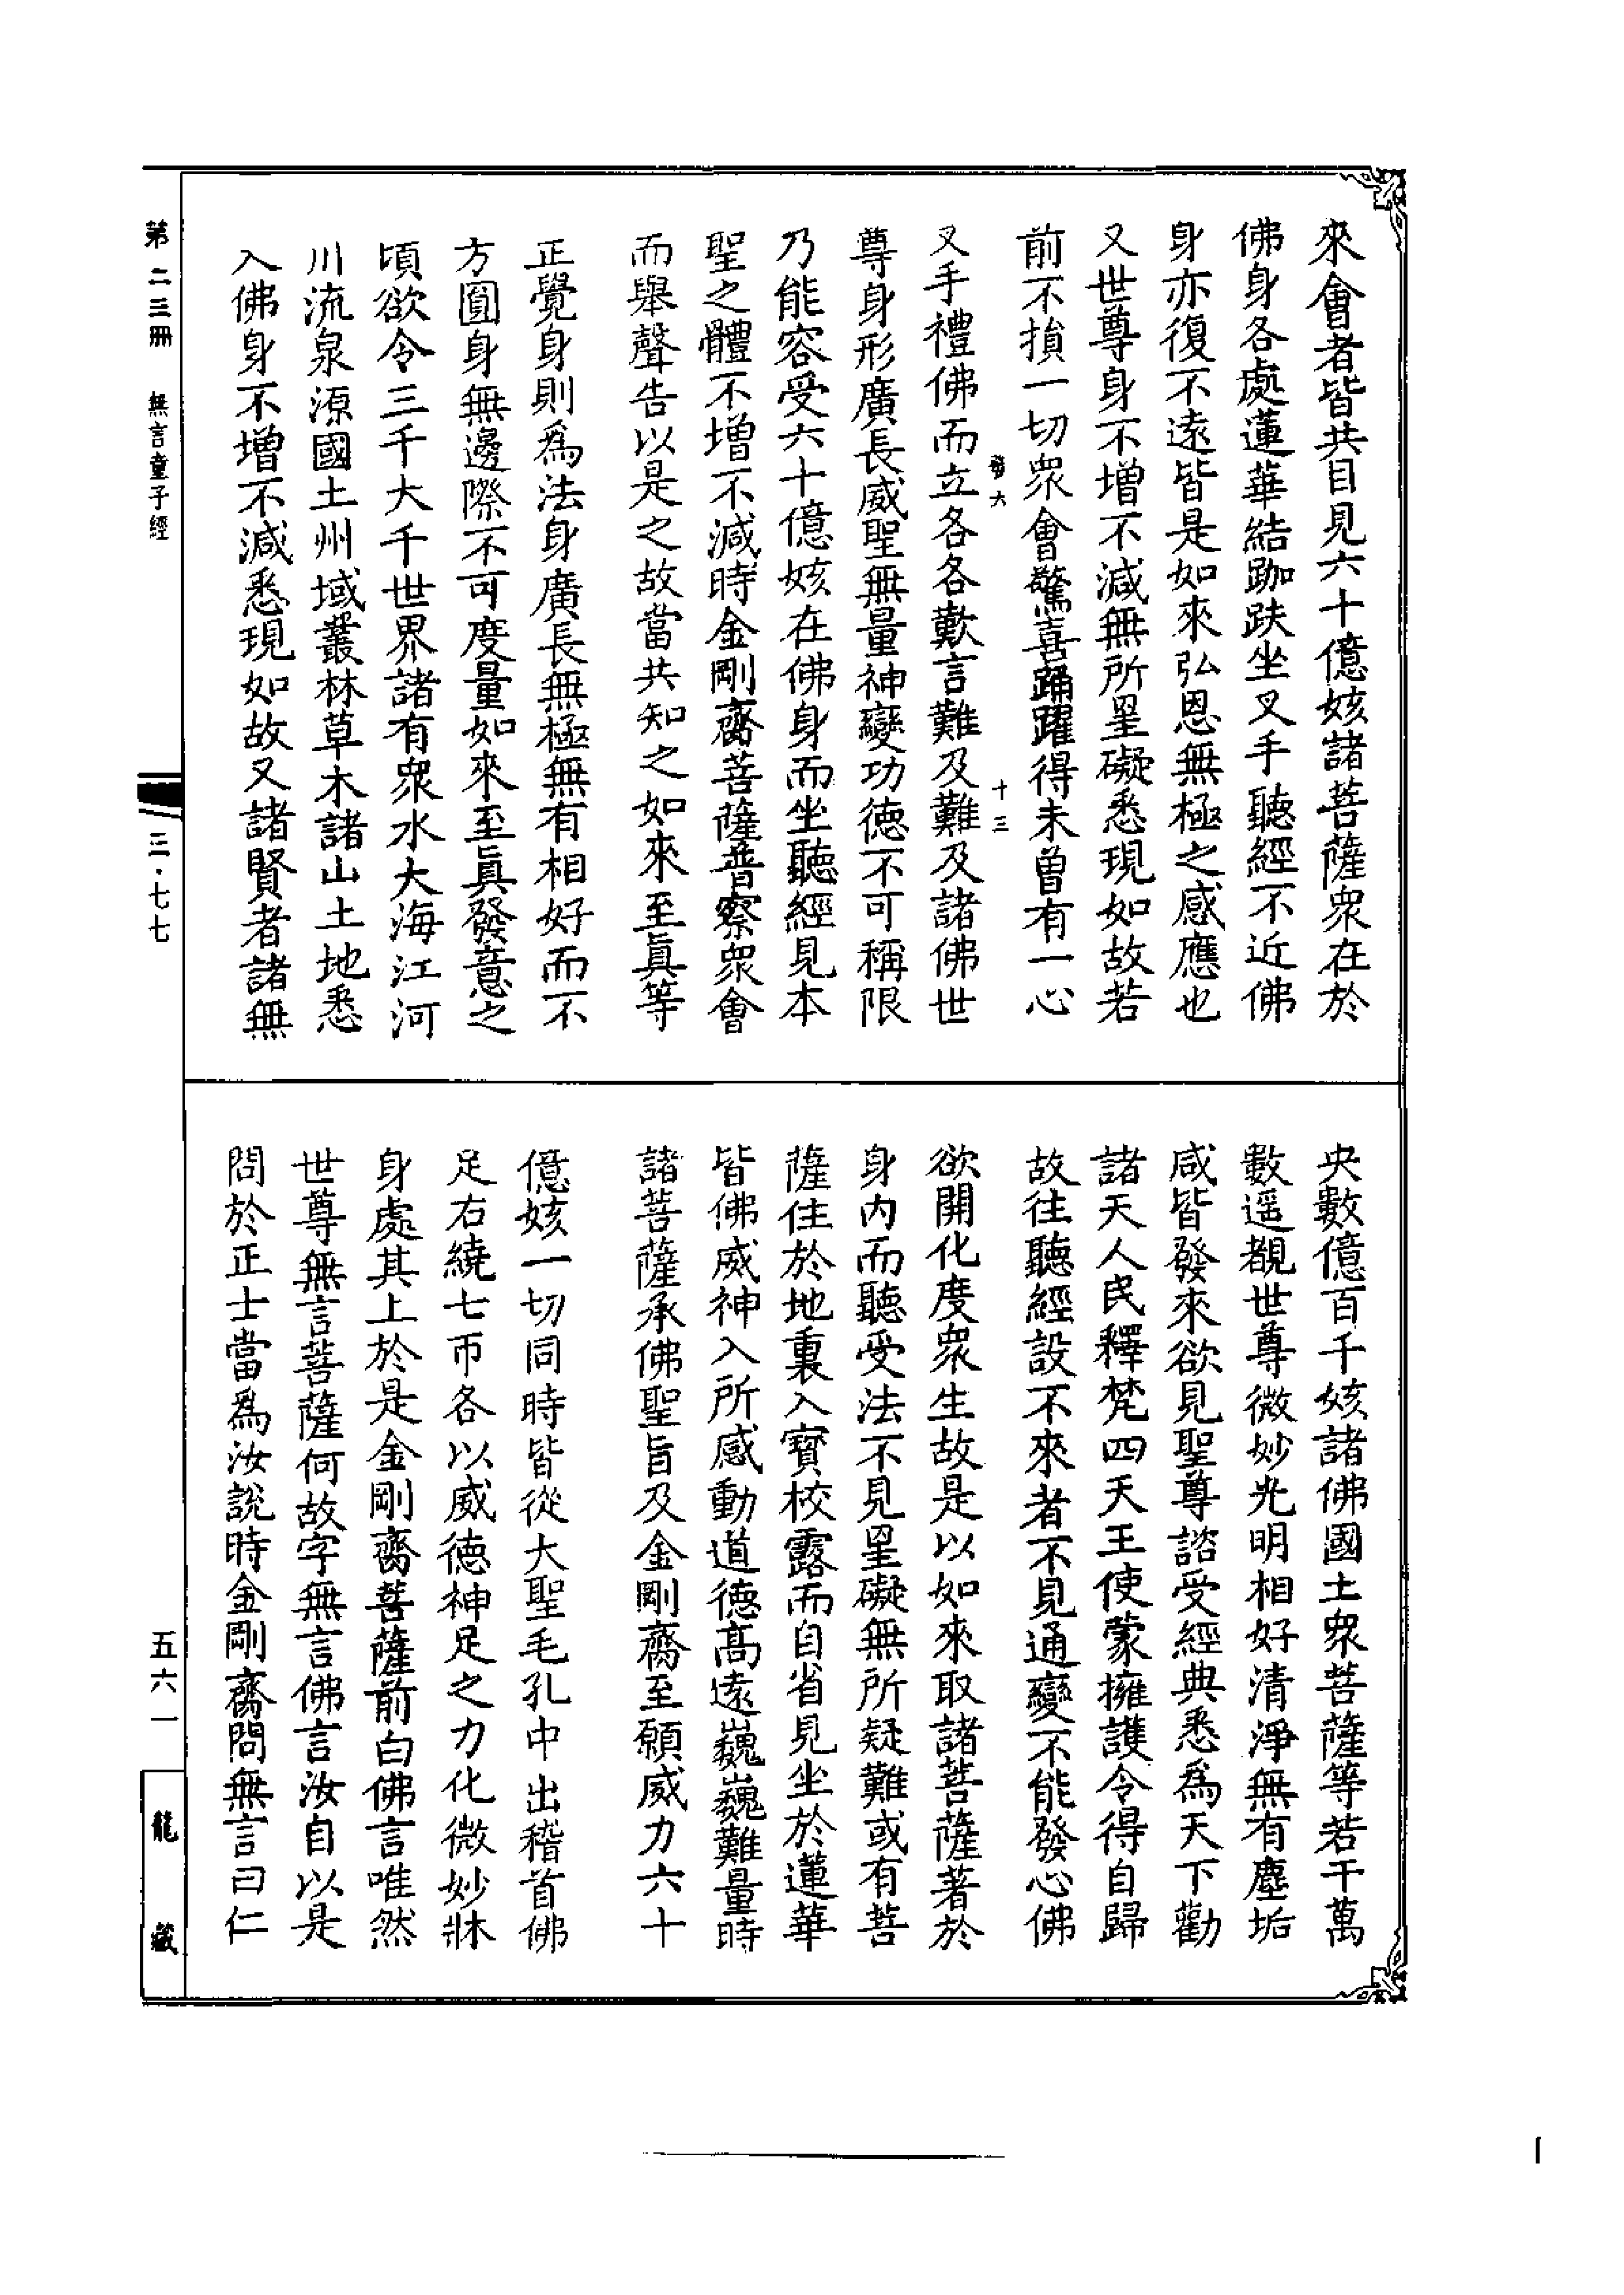 來會者皆共目見六十億姟諸菩薩衆在於
佛身各各處蓮華結跏趺坐叉手聽經不近佛
身亦復不遠皆是如來弘恩無極之感應也
又世尊身不增不減無所罣礙悉現如故若
前不損一切衆會驚喜踊躍得未曾有一心
發六
十三
叉手禮佛而立各各歎言難及難及諸佛世
尊身形廣長威聖無量神變功德不可稱限
乃能容受六十億姟在佛身而坐聽經見本
聖之體不增不減時金剛齎菩薩普察衆會
而舉聲告以是之故當共知之如來至眞等
正覺身則爲法身廣長無極無有相好而不
方圓身無邊際不可度量如來至眞發意之
頃欲令三千大千世界諸有衆水大海江河
川流泉源國土州域叢林草木諸山土地悉
入佛身不增不減悉現如故又諸賢者諸無
央數億百千姟諸佛國土衆菩薩等若干萬
數遥覩世尊微妙光明相好清淨無有塵垢
咸皆發來欲見聖尊諮受經典悉爲天下勸
諸天人民釋梵四天王使蒙擁護令得自歸
故往聽經設不來者不見通變不能發心佛
欲開化度衆生故是以如來取諸菩薩著於
身内而聽受法不見罣礙無所疑難或有菩
薩住於地裏入寳校露而自省見坐於蓮華
皆佛威神入所感動道德髙遠巍巍難量時
諸菩薩承佛聖旨及金剛齎至願威力六十
億姟一切同時皆從大聖毛孔中出稽首佛
足右繞七帀各以威德神足之力化微妙牀
身處其上於是金剛齎菩薩前白佛言唯然
世尊無言菩薩何故字無言佛言汝自以是
問於正士當爲汝說時金剛齎問無言曰仁
第二三冊
無言童子經
三·七七
五六一
龍藏